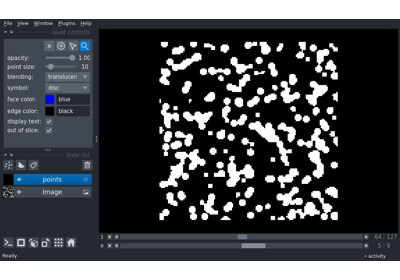 File View Window Plugins Help
layer controls
opacity: 1.00
point size: 10
blending: translucen
symbol: disc
face color: blue
edge color: black
display text:
out of slice:
layer list
points
Image
1 64 127
0 5 9
Ready activity